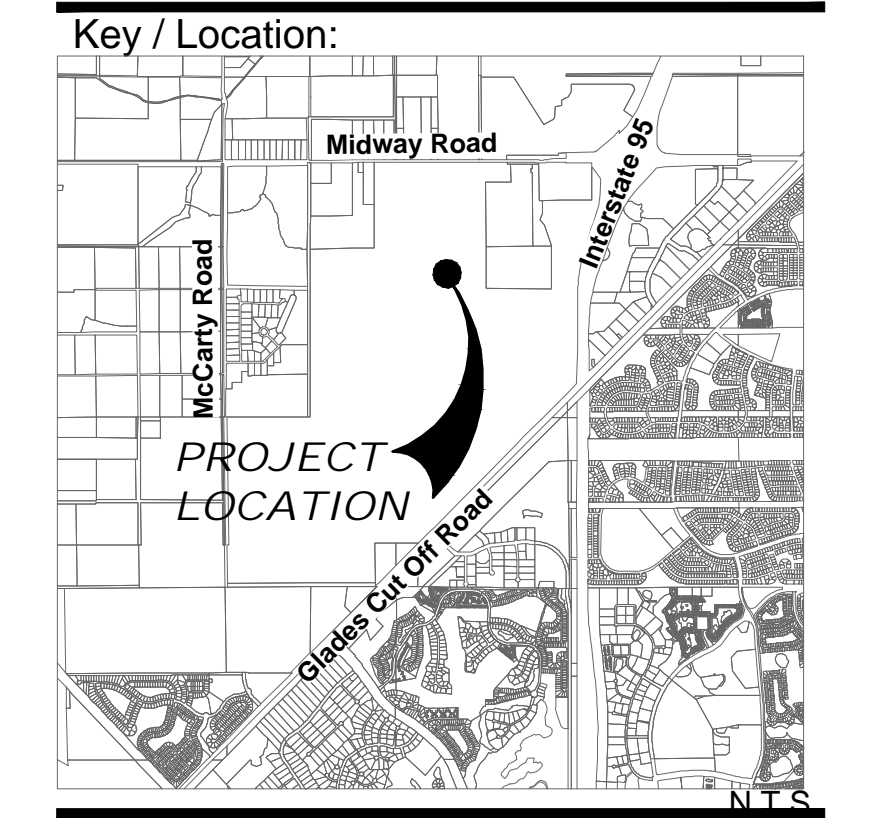 Key / Location:
Midway Road
Interstate 95
McCarty Road
PROJECT
LOCATION
Glades Cut Off Road
N.T.S.